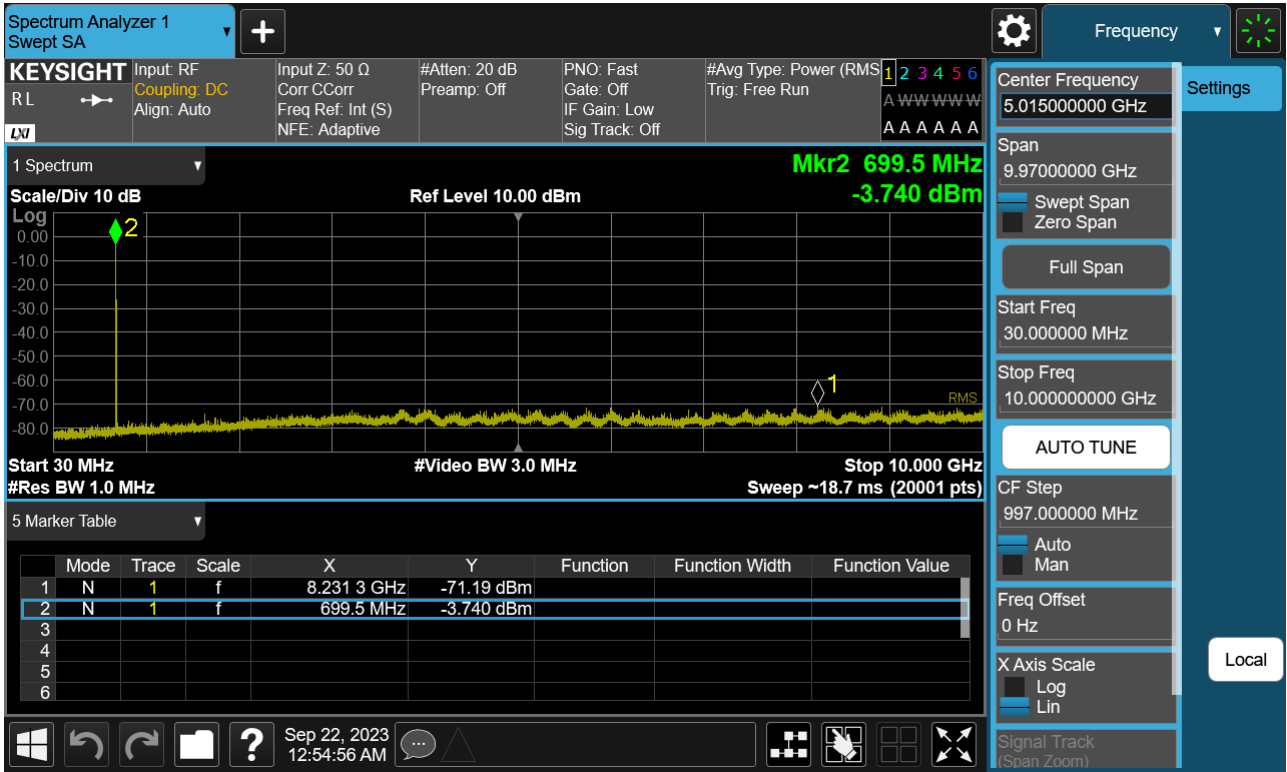 Spectrum Analyzer 1
Swept SA
Frequency
KEYSIGHT
R L
LXI
Input: RF
Coupling: DC
Align: Auto
Input Z: 50 Ω
Corr CCorr
Freq Ref: Int (S)
NFE: Adaptive
#Atten: 20 dB
Preamp: Off
PNO: Fast
Gate: Off
IF Gain: Low
Sig Track: Off
#Avg Type: Power (RMS
Trig: Free Run
1 2 3 4 5 6
A W W W W W
A A A A A A
1 Spectrum
Scale/Div 10 dB
Ref Level 10.00 dBm
Mkr2 699.5 MHz
-3.740 dBm
Log
0.00
-10.0
-20.0
-30.0
-40.0
-50.0
-60.0
-70.0
-80.0
2
1
RMS
Start 30 MHz
#Res BW 1.0 MHz
#Video BW 3.0 MHz
Stop 10.000 GHz
Sweep ~18.7 ms (20001 pts)
5 Marker Table
Mode Trace Scale X Y Function Function Width Function Value
1 N 1 f 8.231 3 GHz -71.19 dBm
2 N 1 f 699.5 MHz -3.740 dBm
3
4
5
6
Sep 22, 2023
12:54:56 AM
Center Frequency
5.015000000 GHz
Span
9.97000000 GHz
Swept Span
Zero Span
Full Span
Start Freq
30.000000 MHz
Stop Freq
10.000000000 GHz
AUTO TUNE
CF Step
997.000000 MHz
Auto
Man
Freq Offset
0 Hz
X Axis Scale
Log
Lin
Signal Track
(Span Zoom)
Settings
Local